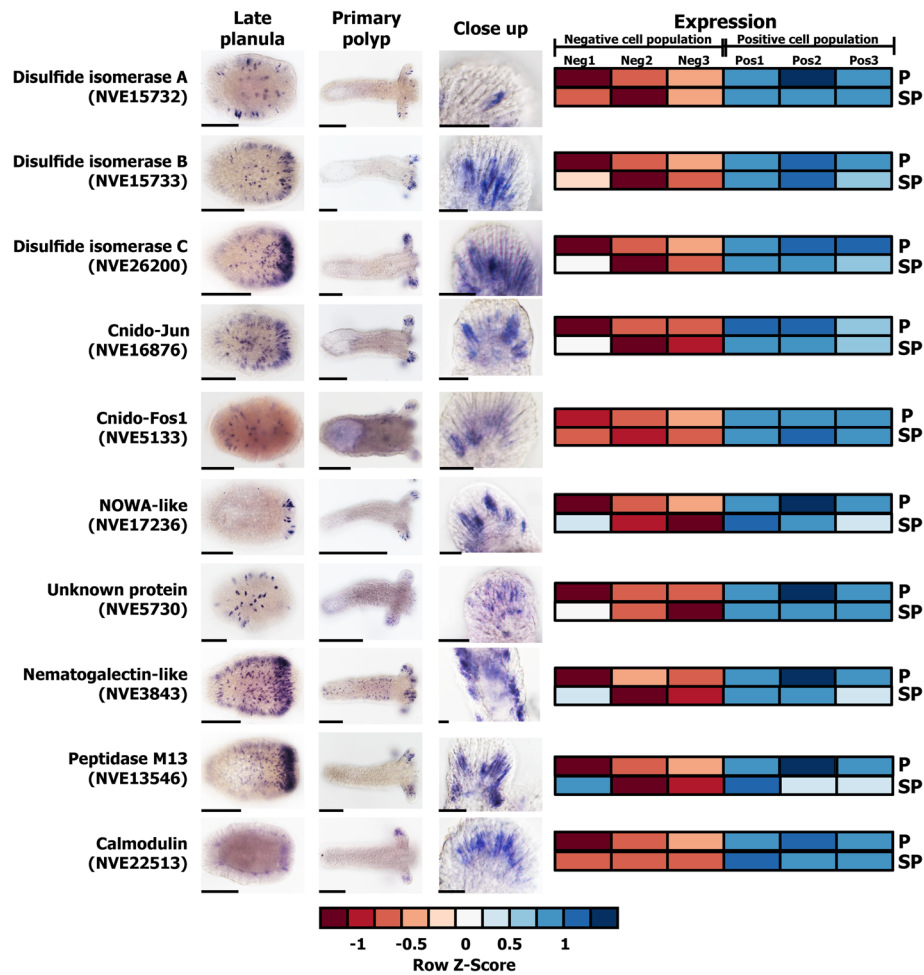 Late planula
Primary polyp
Close up
Expression
Negative cell population
Positive cell population
Neg1 Neg2 Neg3 Pos1 Pos2 Pos3
Disulfide isomerase A
(NVE15732)
P
SP
Disulfide isomerase B
(NVE15733)
P
SP
Disulfide isomerase C
(NVE26200)
P
SP
Cnido-Jun
(NVE16876)
P
SP
Cnido-Fos1
(NVE5133)
P
SP
NOWA-like
(NVE17236)
P
SP
Unknown protein
(NVE5730)
P
SP
Nematogalectin-like
(NVE3843)
P
SP
Peptidase M13
(NVE13546)
P
SP
Calmodulin
(NVE22513)
P
SP
-1 -0.5 0 0.5 1
Row Z-Score